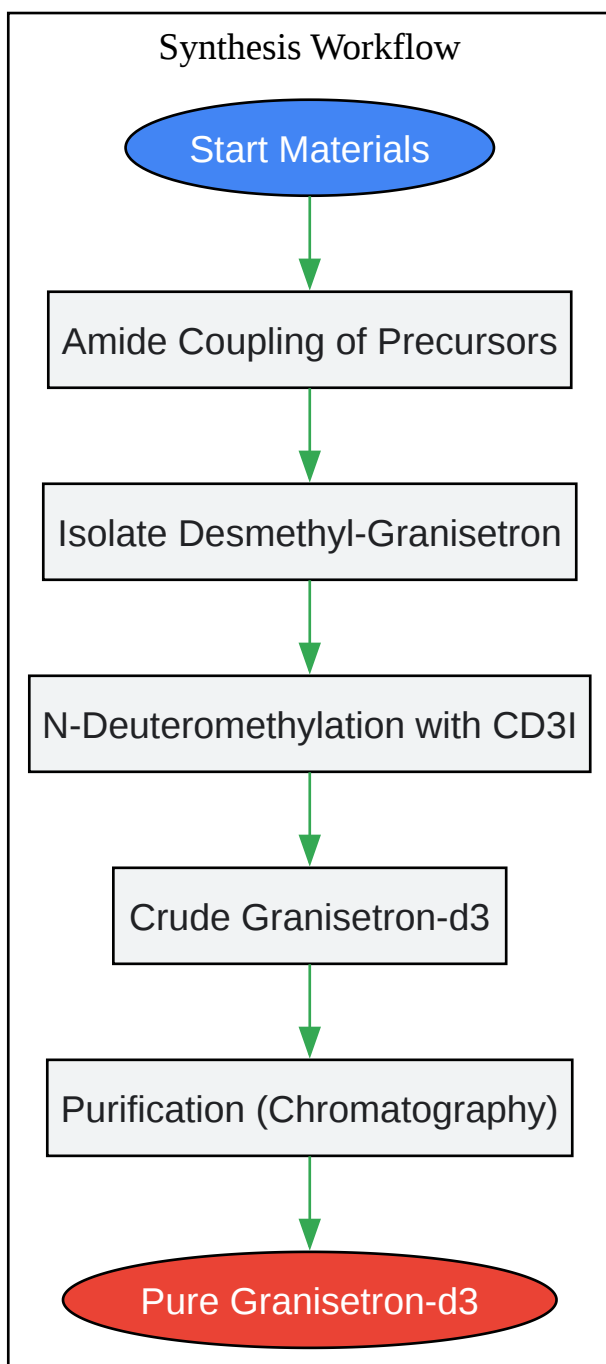 Synthesis Workflow
Start Materials
Amide Coupling of Precursors
Isolate Desmethyl-Granisetron
N-Deuteromethylation with CD3I
Crude Granisetron-d3
Purification (Chromatography)
Pure Granisetron-d3